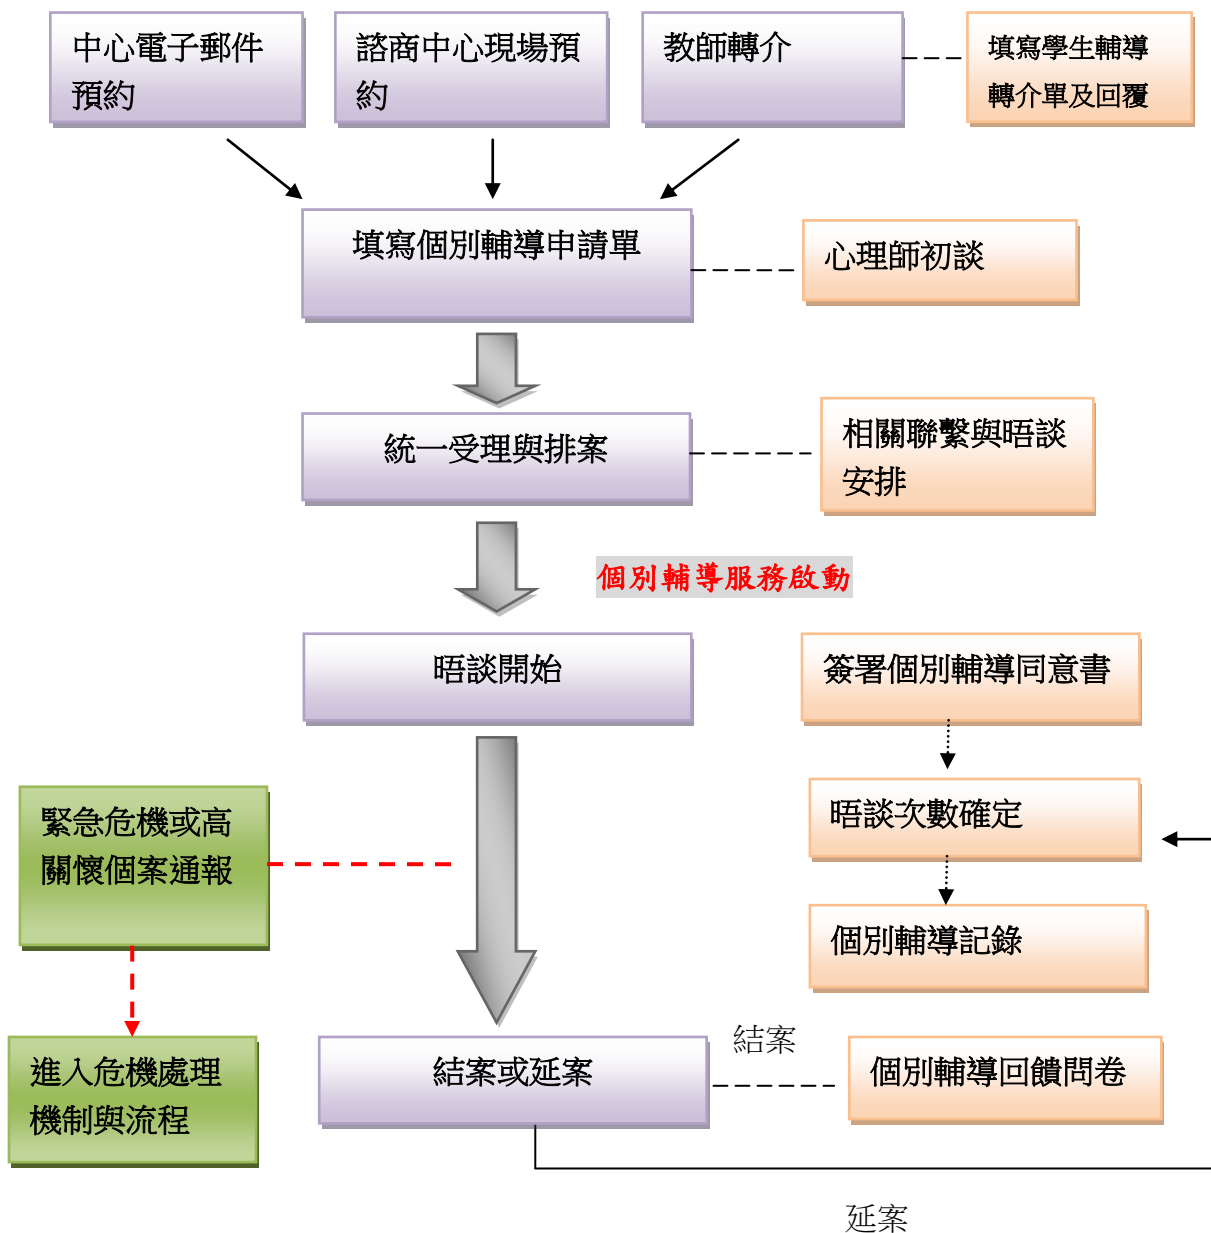 中心電子郵件
預約
諮商中心現場預
約
教師轉介
填寫學生輔導
轉介單及回覆
填寫個別輔導申請單
心理師初談
統一受理與排案
相關聯繫與晤談
安排
個別輔導服務啟動
晤談開始
簽署個別輔導同意書
緊急危機或高
關懷個案通報
晤談次數確定
個別輔導記錄
進入危機處理
機制與流程
結案或延案
結案
個別輔導回饋問卷
延案